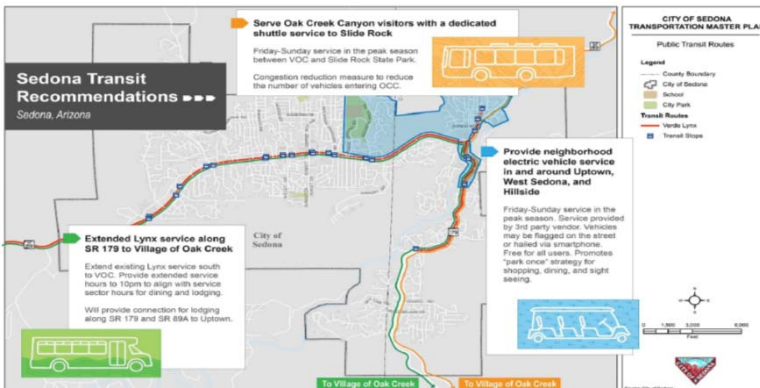 Serve Oak Creek Canyon visitors with a dedicated
shuttle service to Slide Rock
Friday-Sunday service in the peak season
between VOC and Slide Rock State Park.
Congestion reduction measure to reduce
the number of vehicles entering OCC.
Sedona Transit
Recommendations
Sedona, Arizona
Provide neighborhood
electric vehicle service
in and around Uptown,
West Sedona, and
Hillside
Friday-Sunday service in the
peak season. Service provided
by 3rd party vendor. Vehicles
may be flagged on the street
or hailed via smartphone.
Free for all users. Promotes
"park once" strategy for
shopping, dining, and sight
seeing.
Extended Lynx service along
SR 179 to Village of Oak Creek
Extend existing Lynx service south
to VOC. Provide extended service
hours to 10pm to align with service
sector hours for dining and lodging.
Will provide connection for lodging
along SR 179 and SR 89A to Uptown.
City of
Sedona
To Village of Oak Creek
To Village of Oak Creek
CITY OF SEDONA
TRANSPORTATION MASTER PLAN
Public Transit Routes
Legend
County Boundary
City of Sedona
School
City Park
Transit Routes
Verde Lynx
Transit Stops
Feet